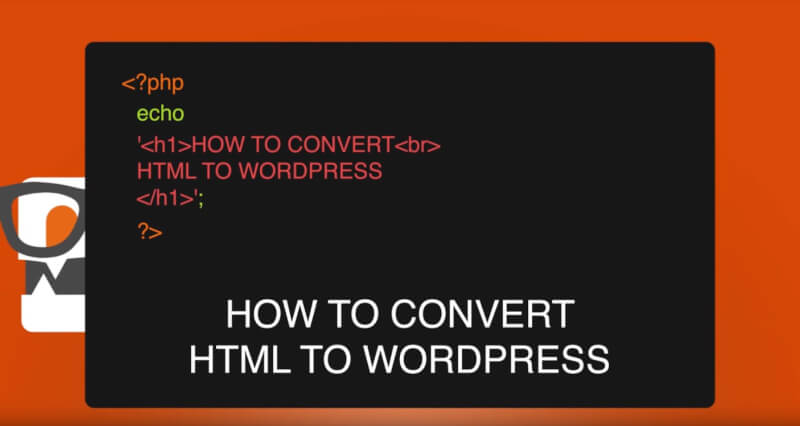 <?php
echo
'<h1>HOW TO CONVERT<br>
HTML TO WORDPRESS
</h1>';
?>
HOW TO CONVERT
HTML TO WORDPRESS